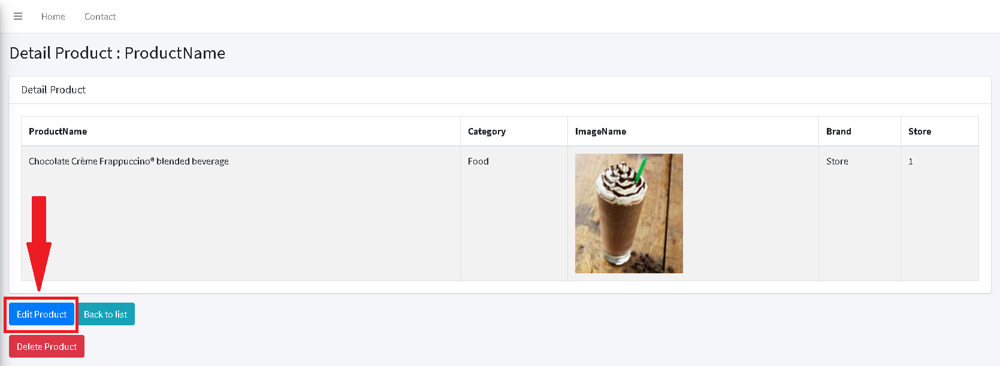 Home Contact
Detail Product : ProductName
Detail Product
ProductName Category ImageName Brand Store
Chocolate Crème Frappuccino® blended beverage Food Store 1
Edit Product Back to list
Delete Product